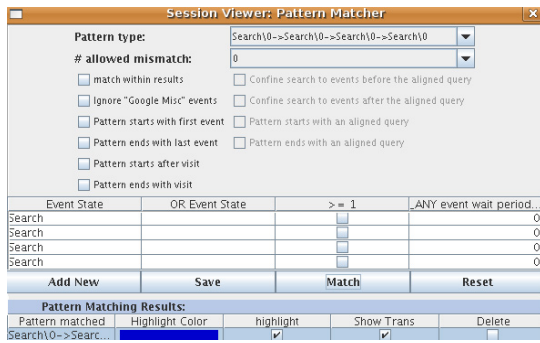 Session Viewer: Pattern Matcher
Pattern type: Search\0->Search\0->Search\0->Search\0
# allowed mismatch: 0
match within results Confine search to events before the aligned query
Ignore "Google Misc" events Confine search to events after the aligned query
Pattern starts with first event Pattern starts with an aligned query
Pattern ends with last event Pattern ends with an aligned query
Pattern starts after visit
Pattern ends with visit
Event State OR Event State >= 1 _ANY event wait period...
Search 0
Search 0
Search 0
Search 0
Add New Save Match Reset
Pattern Matching Results:
Pattern matched Highlight Color highlight Show Trans Delete
Search\0->Searc...